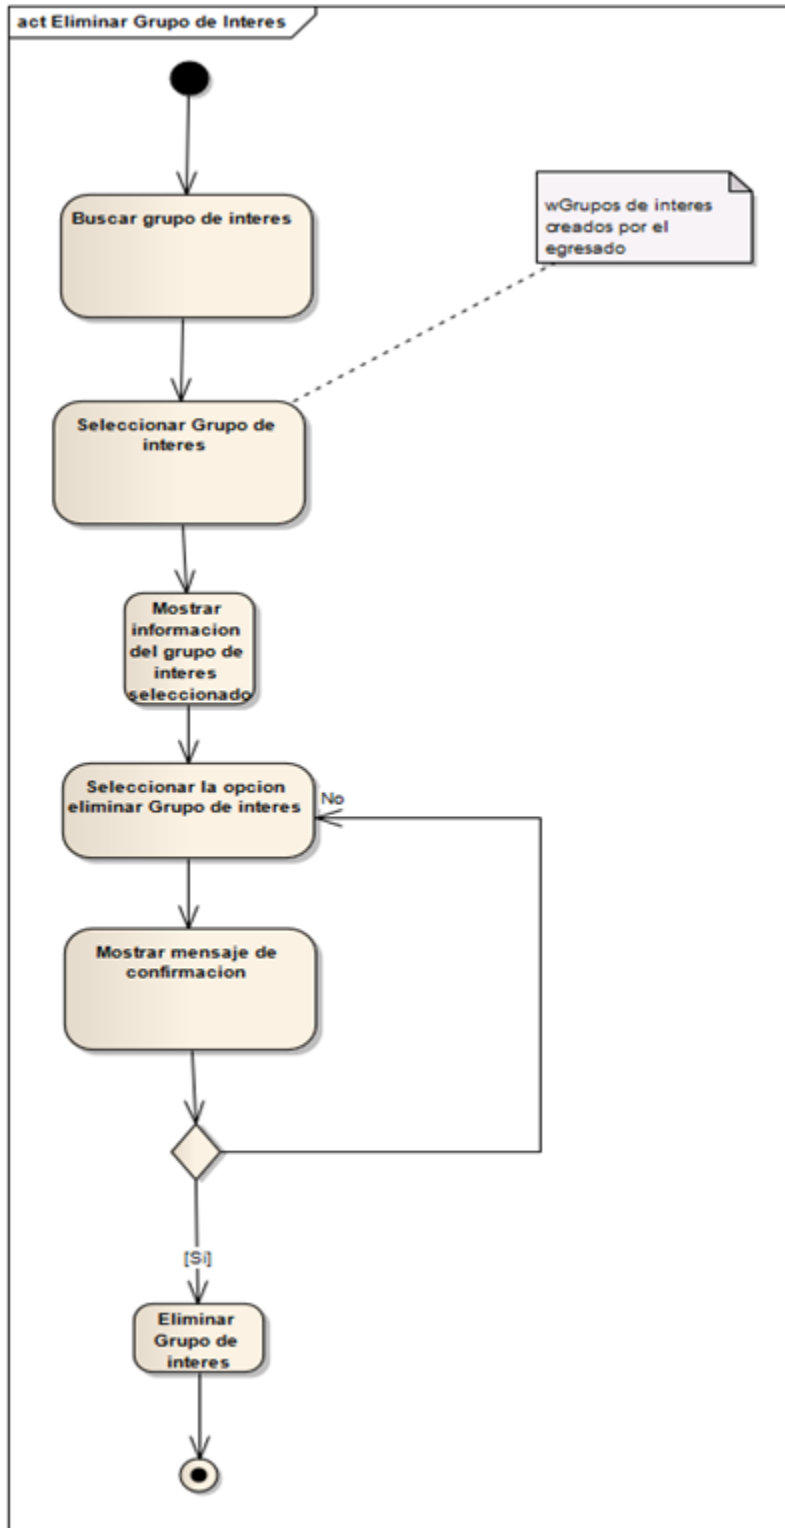 act Eliminar Grupo de Interes
Buscar grupo de interes
wGrupos de interes
creados por el
egresado
Seleccionar Grupo de
interes
Mostrar
informacion
del grupo de
interes
seleccionado
Seleccionar la opcion
eliminar Grupo de interes
No
Mostrar mensaje de
confirmacion
[Si]
Eliminar
Grupo de
interes